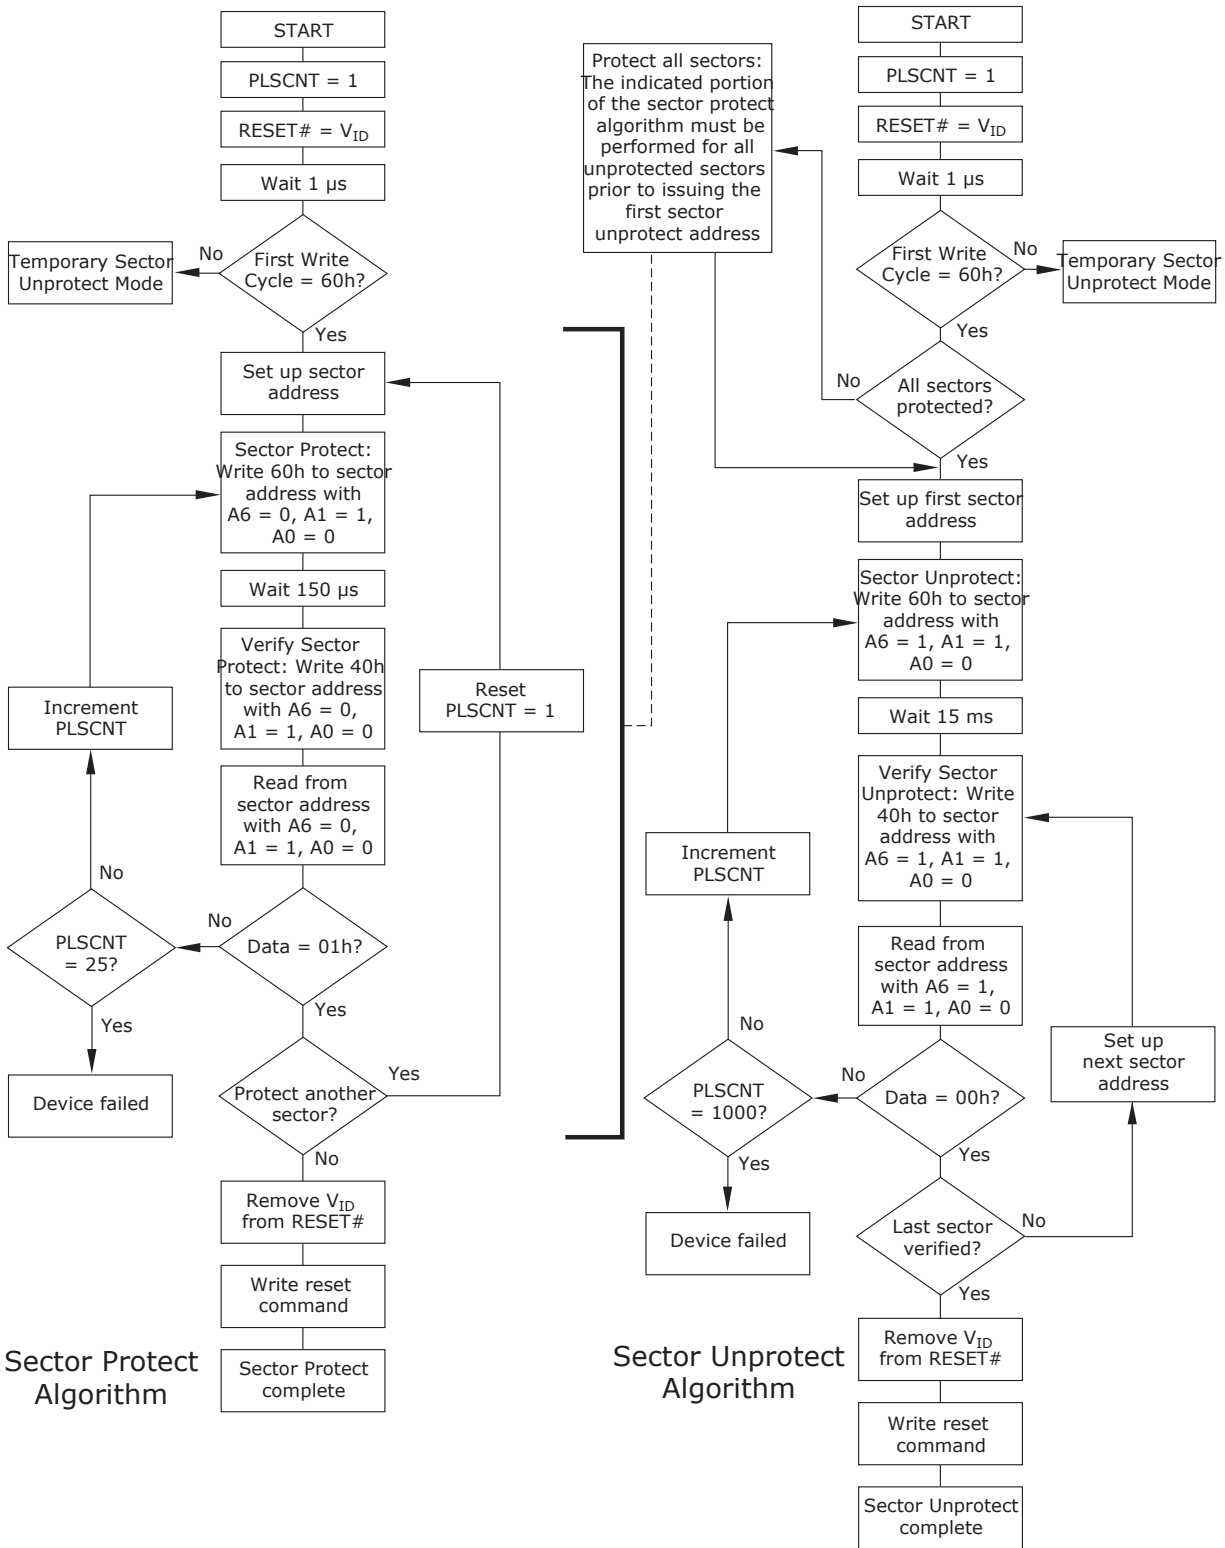 START
PLSCNT = 1
RESET# = VID
Wait 1 μs
First Write
Cycle = 60h?
No
Temporary Sector
Unprotect Mode
Yes
Set up sector
address
Sector Protect:
Write 60h to sector
address with
A6 = 0, A1 = 1,
A0 = 0
Wait 150 μs
Verify Sector
Protect: Write 40h
to sector address
with A6 = 0,
A1 = 1, A0 = 0
Reset
PLSCNT = 1
Increment
PLSCNT
Read from
sector address
with A6 = 0,
A1 = 1, A0 = 0
No
No
PLSCNT
= 25?
Data = 01h?
Yes
Yes
Device failed
Protect another
sector?
Yes
No
Remove VID
from RESET#
Write reset
command
Sector Protect
complete
Sector Protect
Algorithm
Protect all sectors:
The indicated portion
of the sector protect
algorithm must be
performed for all
unprotected sectors
prior to issuing the
first sector
unprotect address
START
PLSCNT = 1
RESET# = VID
Wait 1 μs
First Write
Cycle = 60h?
No
Temporary Sector
Unprotect Mode
Yes
No
All sectors
protected?
Yes
Set up first sector
address
Sector Unprotect:
Write 60h to sector
address with
A6 = 1, A1 = 1,
A0 = 0
Wait 15 ms
Verify Sector
Unprotect: Write
40h to sector
address with
A6 = 1, A1 = 1,
A0 = 0
Increment
PLSCNT
Read from
sector address
with A6 = 1,
A1 = 1, A0 = 0
No
No
PLSCNT
= 1000?
Data = 00h?
Set up
next sector
address
Yes
Yes
Device failed
Last sector
verified?
No
Yes
Remove VID
from RESET#
Write reset
command
Sector Unprotect
complete
Sector Unprotect
Algorithm